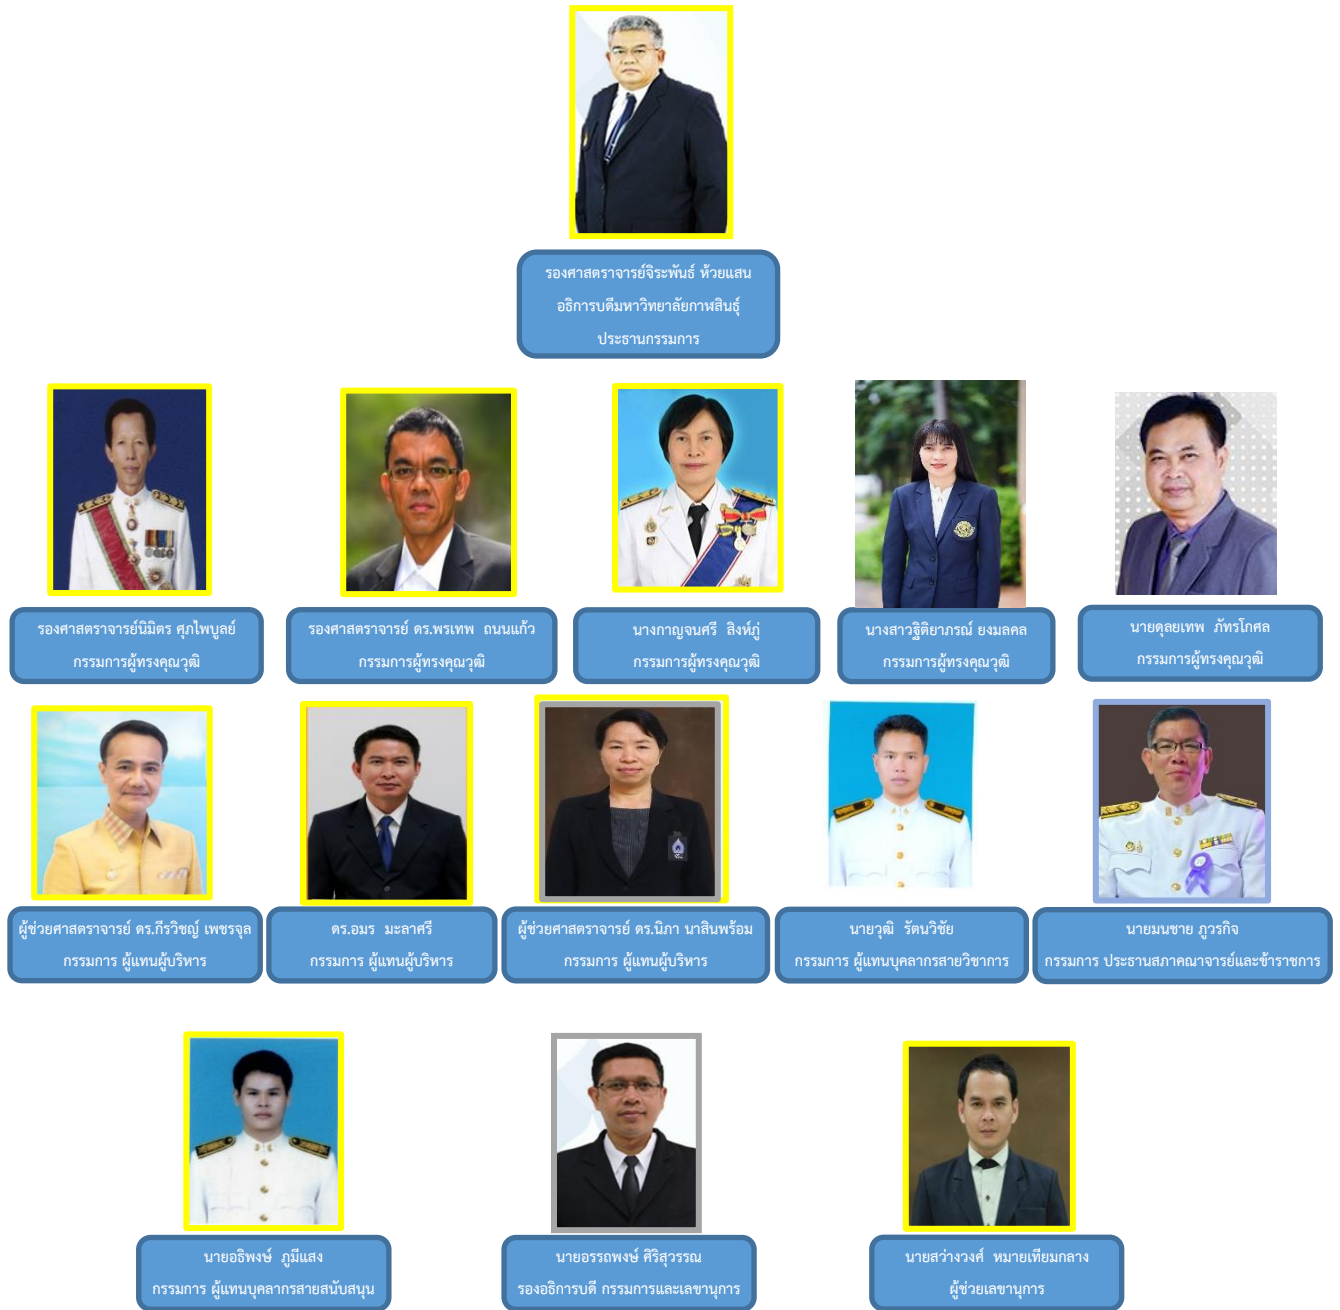 รองศาสตราจารย์จิระพันธ์ ห้วยแสน
อธิการบดีมหาวิทยาลัยกาฬสินธุ์
ประธานกรรมการ
รองศาสตราจารย์นิมิตร ศุภไพบูลย์
กรรมการผู้ทรงคุณวุฒิ
รองศาสตราจารย์ ดร.พรเทพ ถนนแก้ว
กรรมการผู้ทรงคุณวุฒิ
นางกาญจนศรี สิงห์ภู่
กรรมการผู้ทรงคุณวุฒิ
นางสาวฐิติยาภรณ์ ยงมลคล
กรรมการผู้ทรงคุณวุฒิ
นายดุลยเทพ ภัทรโกศล
กรรมการผู้ทรงคุณวุฒิ
ผู้ช่วยศาสตราจารย์ ดร.กีรวิชญ์ เพชรจุล
กรรมการ ผู้แทนผู้บริหาร
ดร.อมร มะลาศรี
กรรมการ ผู้แทนผู้บริหาร
ผู้ช่วยศาสตราจารย์ ดร.นิภา นาสินพร้อม
กรรมการ ผู้แทนผู้บริหาร
นายวุฒิ รัตนวิชัย
กรรมการ ผู้แทนบุคลากรสายวิชาการ
นายมนชาย ภูวรกิจ
กรรมการ ประธานสภาคณาจารย์และข้าราชการ
นายอธิพงษ์ ภูมีแสง
กรรมการ ผู้แทนบุคลากรสายสนับสนุน
นายอรรถพงษ์ ศิริสุวรรณ
รองอธิการบดี กรรมการและเลขานุการ
นายสว่างวงศ์ หมายเทียมกลาง
ผู้ช่วยเลขานุการ